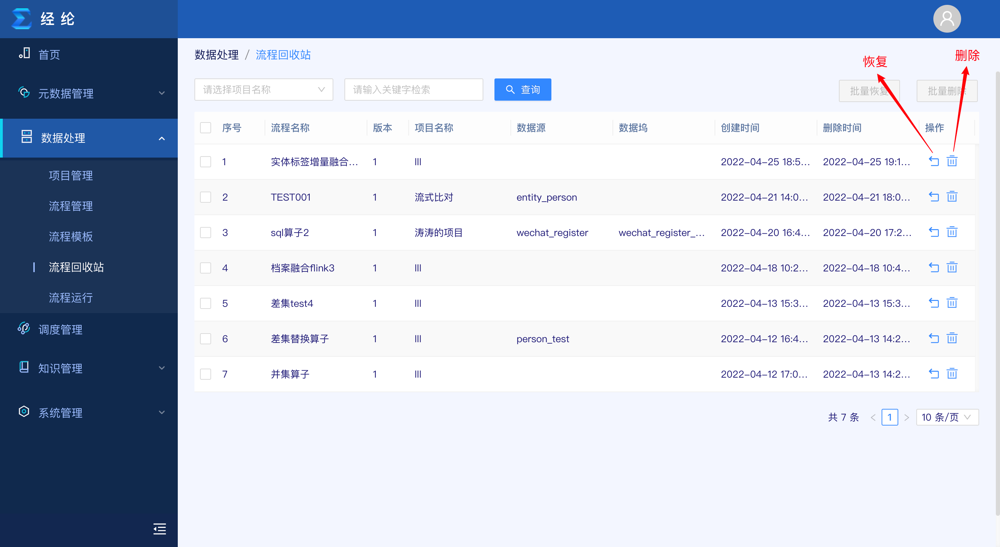 经纶
首页
元数据管理
数据处理
项目管理
流程管理
流程模板
流程回收站
流程运行
调度管理
知识管理
系统管理
数据处理 / 流程回收站
恢复
删除
请选择项目名称 请输入关键字检索 查询 批量恢复 批量删除
序号 流程名称 版本 项目名称 数据源 数据坞 创建时间 删除时间 操作
1 实体标签增量融合... 1 lll 2022-04-25 18:5... 2022-04-25 19:1...
2 TEST001 1 流式比对 entity_person 2022-04-21 14:0... 2022-04-21 18:0...
3 sql算子2 1 涛涛的项目 wechat_register wechat_register_... 2022-04-20 16:4... 2022-04-20 17:2...
4 档案融合flink3 1 lll 2022-04-18 10:2... 2022-04-18 10:4...
5 差集test4 1 lll 2022-04-13 15:3... 2022-04-13 15:3...
6 差集替换算子 1 lll person_test 2022-04-12 16:4... 2022-04-13 14:2...
7 并集算子 1 lll 2022-04-12 17:0... 2022-04-13 14:2...
共 7 条 < 1 > 10 条/页